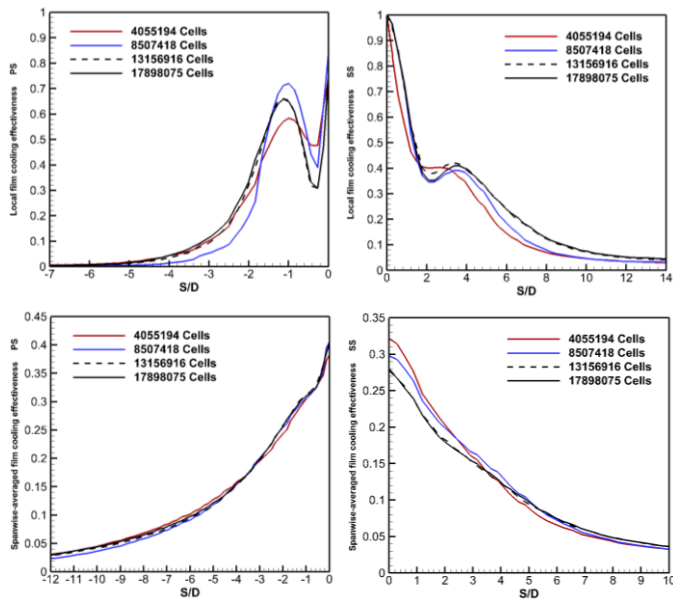 Local film cooling effectiveness PS
1
0.9
0.8
0.7
0.6
0.5
0.4
0.3
0.2
0.1
0
4055194 Cells
8507418 Cells
13156916 Cells
17898075 Cells
-7 -6 -5 -4 -3 -2 -1 0
S/D
Local film cooling effectiveness SS
1
0.9
0.8
0.7
0.6
0.5
0.4
0.3
0.2
0.1
0
4055194 Cells
8507418 Cells
13156916 Cells
17898075 Cells
0 2 4 6 8 10 12 14
S/D
Spanwise-averaged film cooling effectiveness PS
0.45
0.4
0.35
0.3
0.25
0.2
0.15
0.1
0.05
0
4055194 Cells
8507418 Cells
13156916 Cells
17898075 Cells
-12 -11 -10 -9 -8 -7 -6 -5 -4 -3 -2 -1 0
S/D
Spanwise-averaged film cooling effectiveness SS
0.35
0.3
0.25
0.2
0.15
0.1
0.05
0
4055194 Cells
8507418 Cells
13156916 Cells
17898075 Cells
0 1 2 3 4 5 6 7 8 9 10
S/D